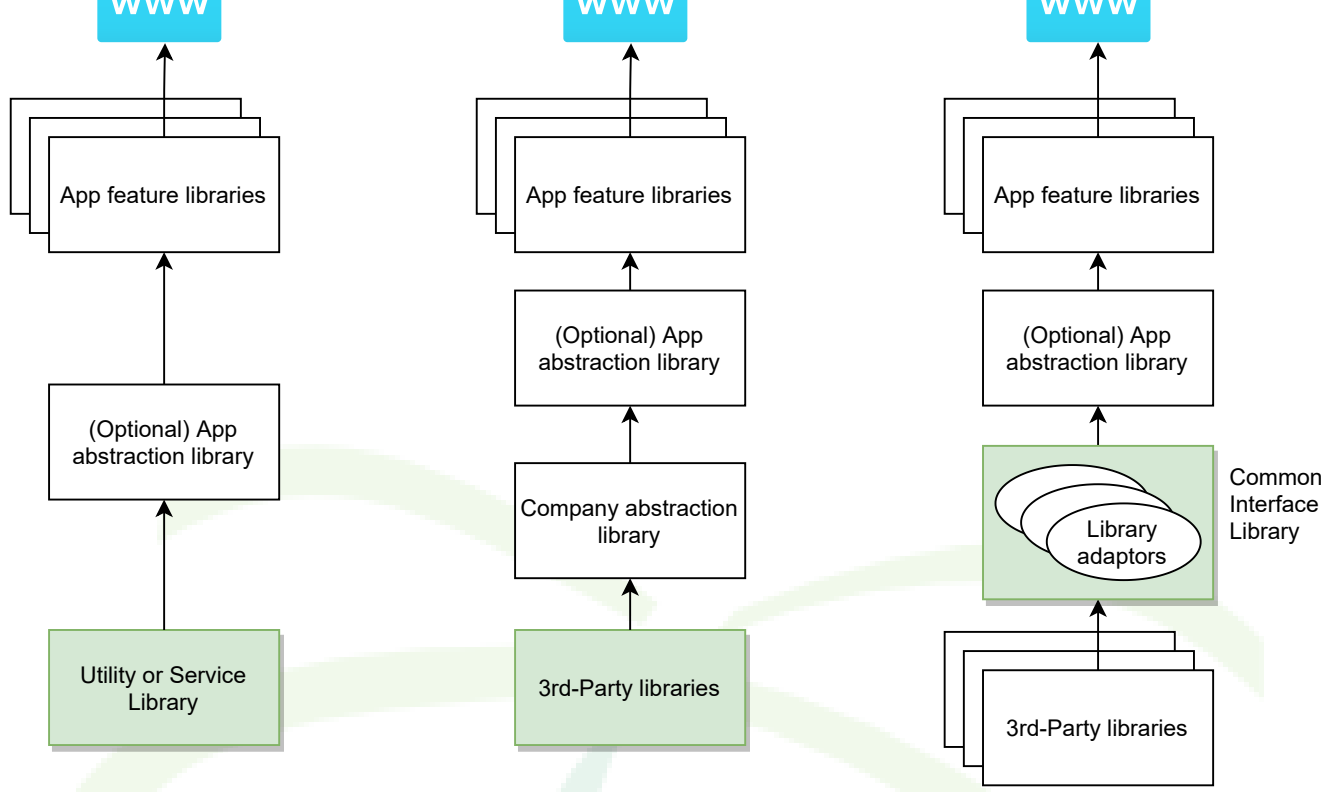 www
www
www
App feature libraries
App feature libraries
App feature libraries
(Optional) App
abstraction library
(Optional) App
abstraction library
(Optional) App
abstraction library
Company abstraction
library
Library
adaptors
Common
Interface
Library
Utility or Service
Library
3rd-Party libraries
3rd-Party libraries